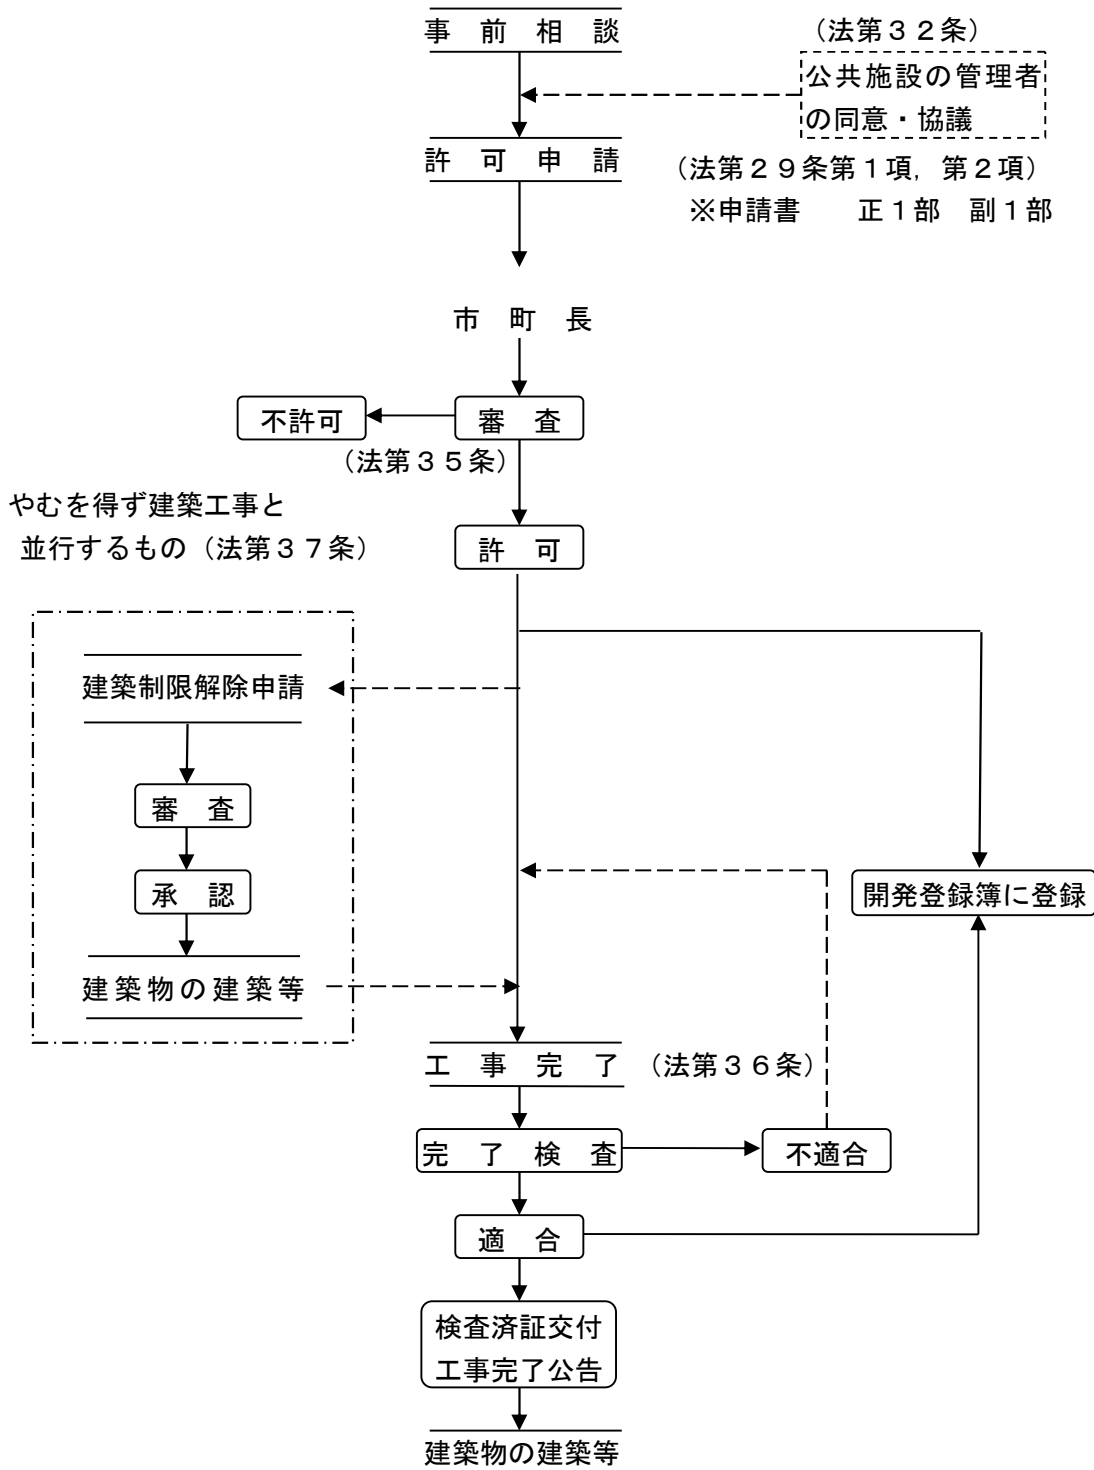 事　前　相　談
（法第３２条）
公共施設の管理者
の同意・協議
許　可　申　請
（法第２９条第１項，第２項）
※申請書　　正１部　副１部
市　町　長
不許可
審　査
（法第３５条）
やむを得ず建築工事と
並行するもの（法第３７条）
許　可
建築制限解除申請
審　査
承　認
開発登録簿に登録
建築物の建築等
工　事　完　了
（法第３６条）
完　了　検　査
不適合
適　合
検査済証交付
工事完了公告
建築物の建築等